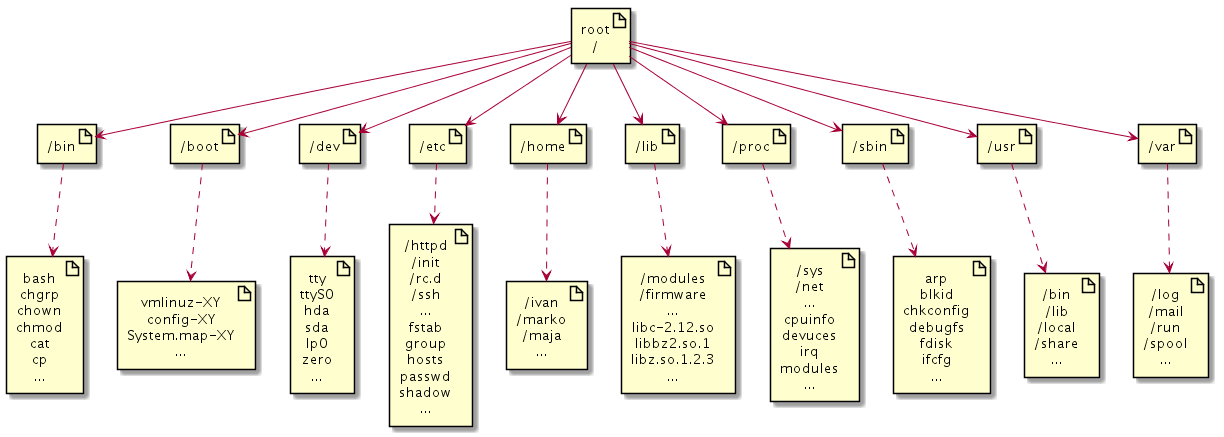 root
/
/bin
/boot
/dev
/etc
/home
/lib
/proc
/sbin
/usr
/var
bash
chgrp
chown
chmod
cat
cp
...
vmlinuz-XY
config-XY
System.map-XY
...
tty
ttyS0
hda
sda
lp0
zero
...
/httpd
/init
/rc.d
/ssh
...
fstab
group
hosts
passwd
shadow
...
/ivan
/marko
/maja
...
/modules
/firmware
...
libc-2.12.so
libbz2.so.1
libz.so.1.2.3
...
/sys
/net
...
cpuinfo
devuces
irq
modules
...
arp
blkid
chkconfig
debugfs
fdisk
ifcfg
...
/bin
/lib
/local
/share
...
/log
/mail
/run
/spool
...